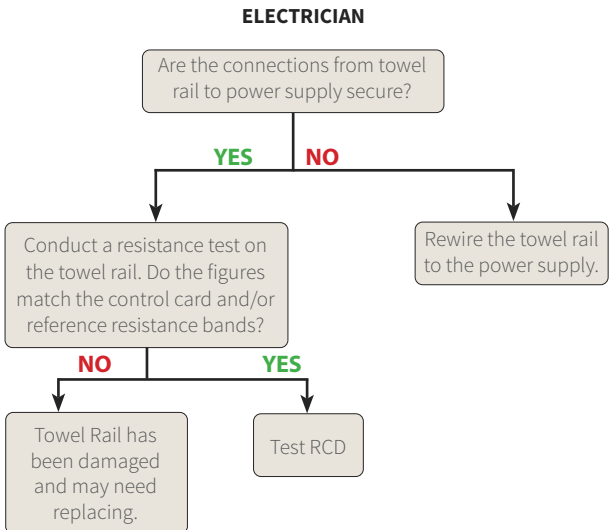 ELECTRICIAN
Are the connections from towel
rail to power supply secure?
YES
NO
Conduct a resistance test on
the towel rail. Do the figures
match the control card and/or
reference resistance bands?
Rewire the towel rail
to the power supply.
NO
YES
Towel Rail has
been damaged
and may need
replacing.
Test RCD